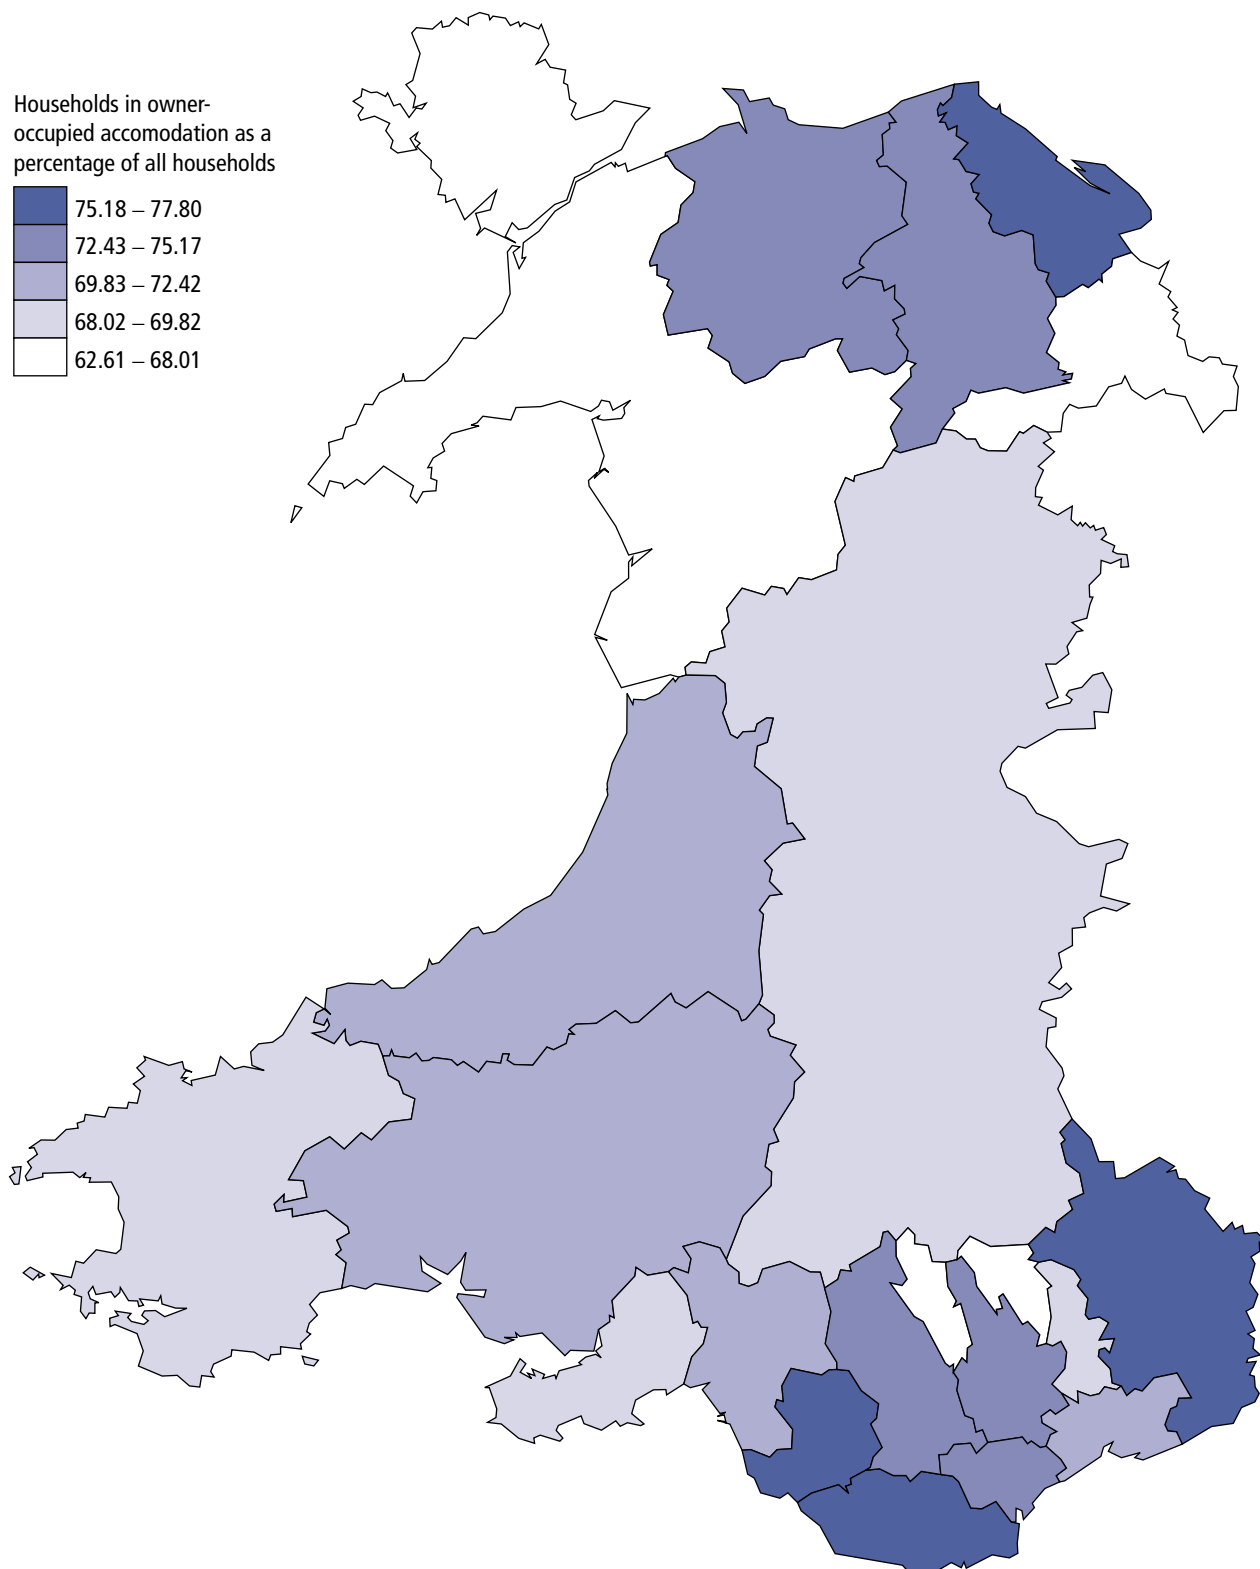 Households in owner-
occupied accomodation as a
percentage of all households
75.18 – 77.80
72.43 – 75.17
69.83 – 72.42
68.02 – 69.82
62.61 – 68.01